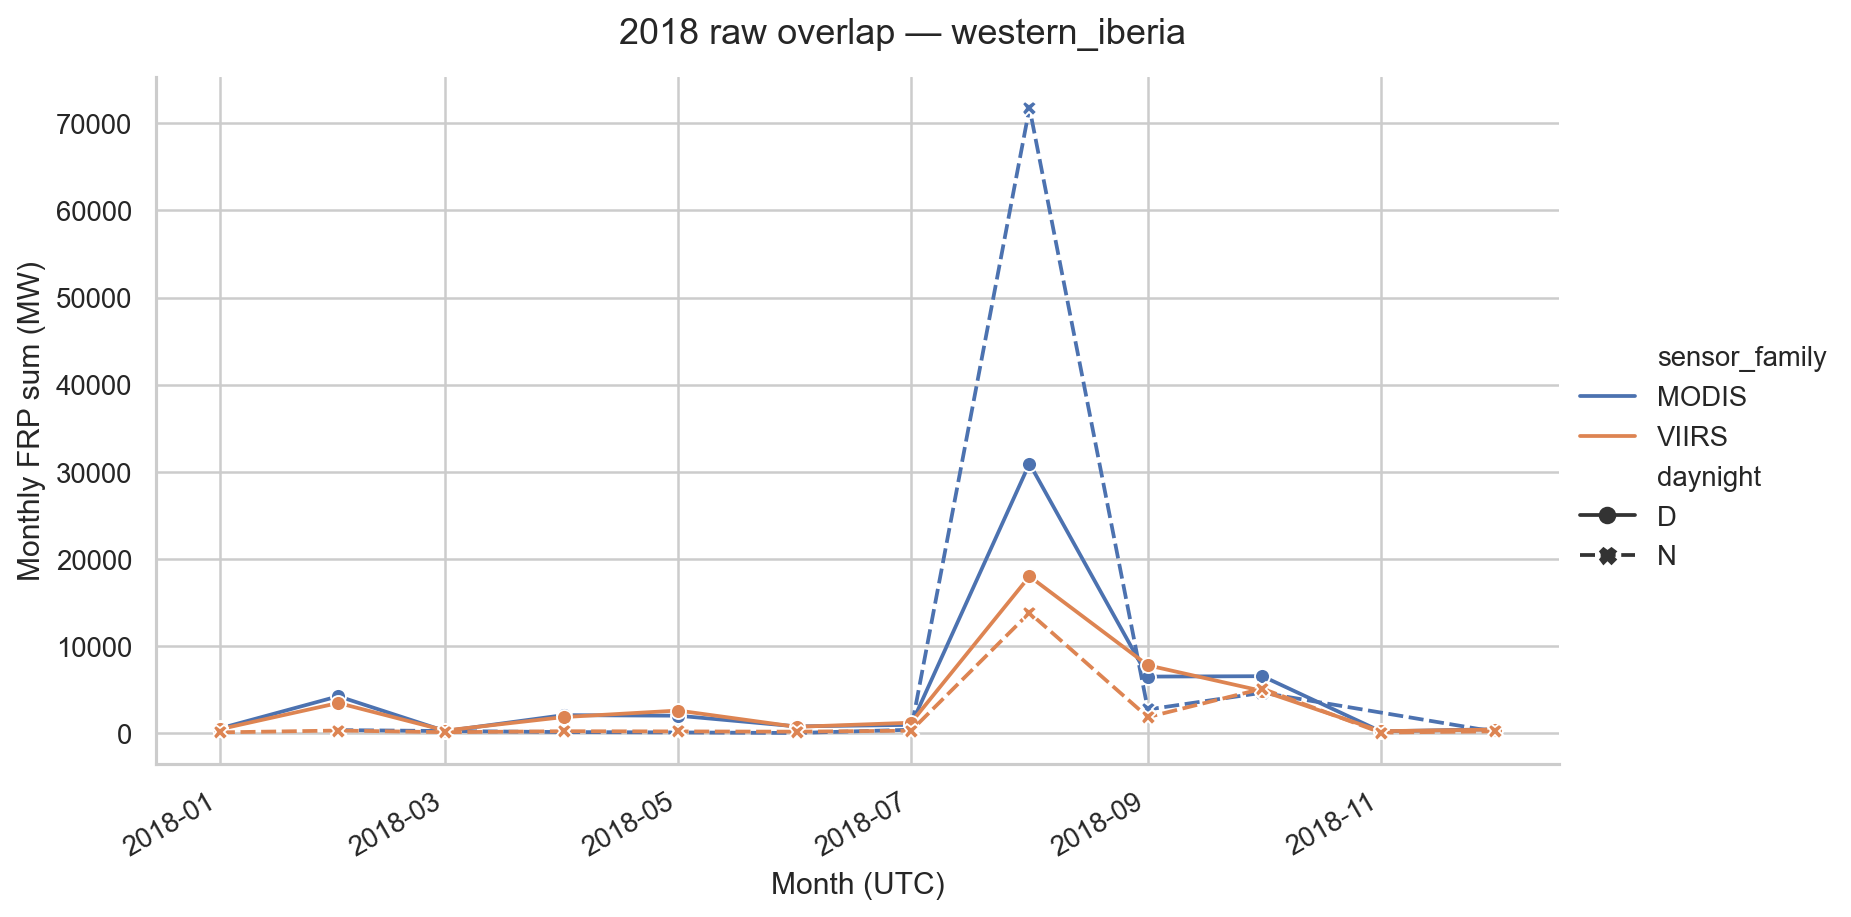 2018 raw overlap — western_iberia
Monthly FRP sum (MW)
70000
60000
50000
40000
30000
20000
10000
0
2018-01
2018-03
2018-05
2018-07
2018-09
2018-11
Month (UTC)
sensor_family
MODIS
VIIRS
daynight
D
N